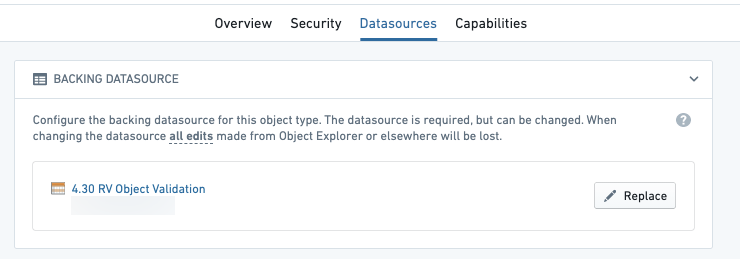 Overview Security Datasources Capabilities
BACKING DATASOURCE
Configure the backing datasource for this object type. The datasource is required, but can be changed. When
changing the datasource all edits made from Object Explorer or elsewhere will be lost.
?
4.30 RV Object Validation
Replace